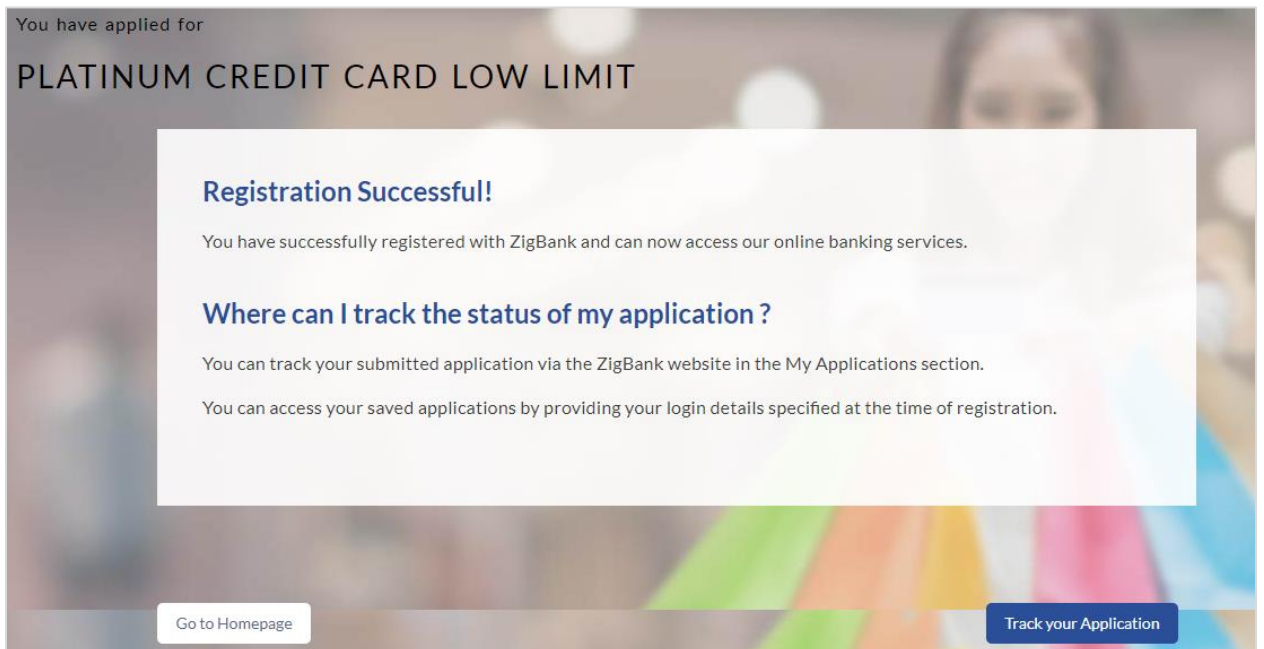 You have applied for
PLATINUM CREDIT CARD LOW LIMIT
Registration Successful!
You have successfully registered with ZigBank and can now access our online banking services.
Where can I track the status of my application ?
You can track your submitted application via the ZigBank website in the My Applications section.
You can access your saved applications by providing your login details specified at the time of registration.
Go to Homepage
Track your Application